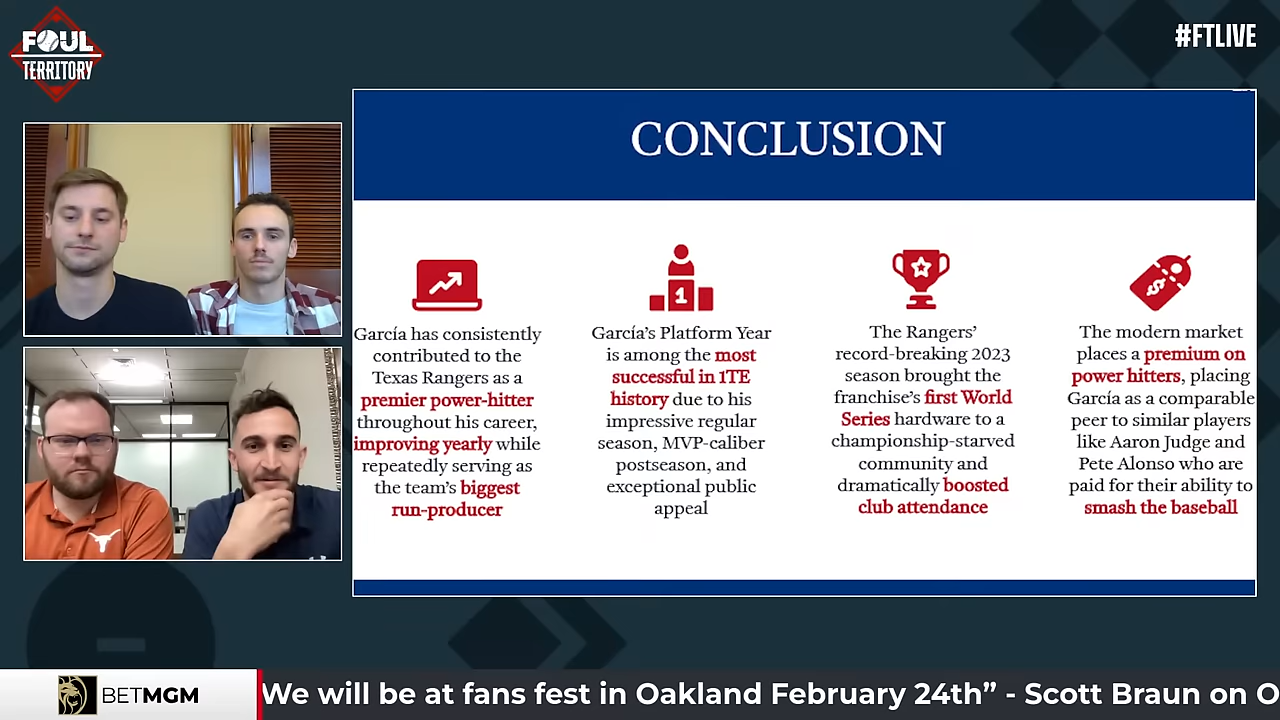 FOUL
TERRITORY
#FTLIVE
CONCLUSION
García has consistently
contributed to the
Texas Rangers as a
premier power-hitter
throughout his career,
improving yearly while
repeatedly serving as
the team's biggest
run-producer
1
García's Platform Year
is among the most
successful in 1TE
history due to his
impressive regular
season, MVP-caliber
postseason, and
exceptional public
appeal
The Rangers'
record-breaking 2023
season brought the
franchise's first World
Series hardware to a
championship-starved
community and
dramatically boosted
club attendance
$
The modern market
places a premium on
power hitters, placing
García as a comparable
peer to similar players
like Aaron Judge and
Pete Alonso who are
paid for their ability to
smash the baseball
BETMGM
We will be at fans fest in Oakland February 24th” - Scott Braun on O